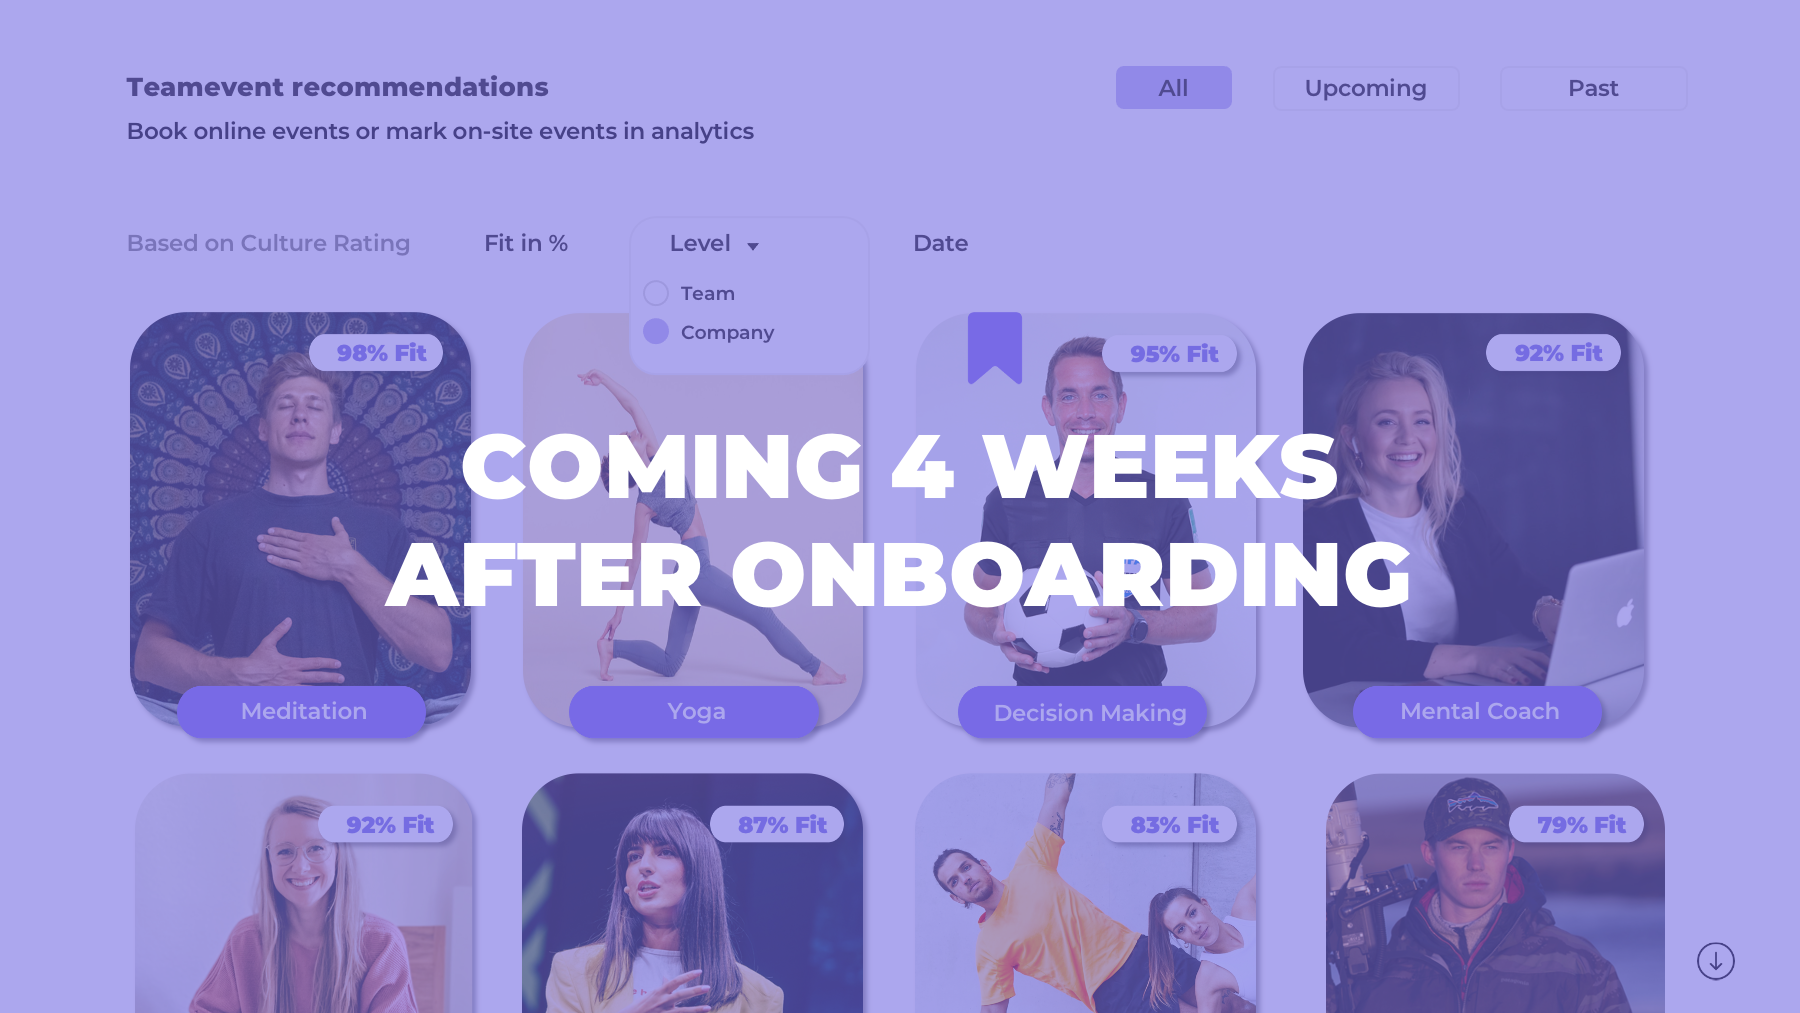 Teamevent recommendations
All
Upcoming
Past
Book online events or mark on-site events in analytics
Based on Culture Rating
Fit in %
Level
Date
Team
Company
98% Fit
95% Fit
92% Fit
COMING 4 WEEKS
AFTER ONBOARDING
Meditation
Yoga
Decision Making
Mental Coach
92% Fit
87% Fit
83% Fit
79% Fit